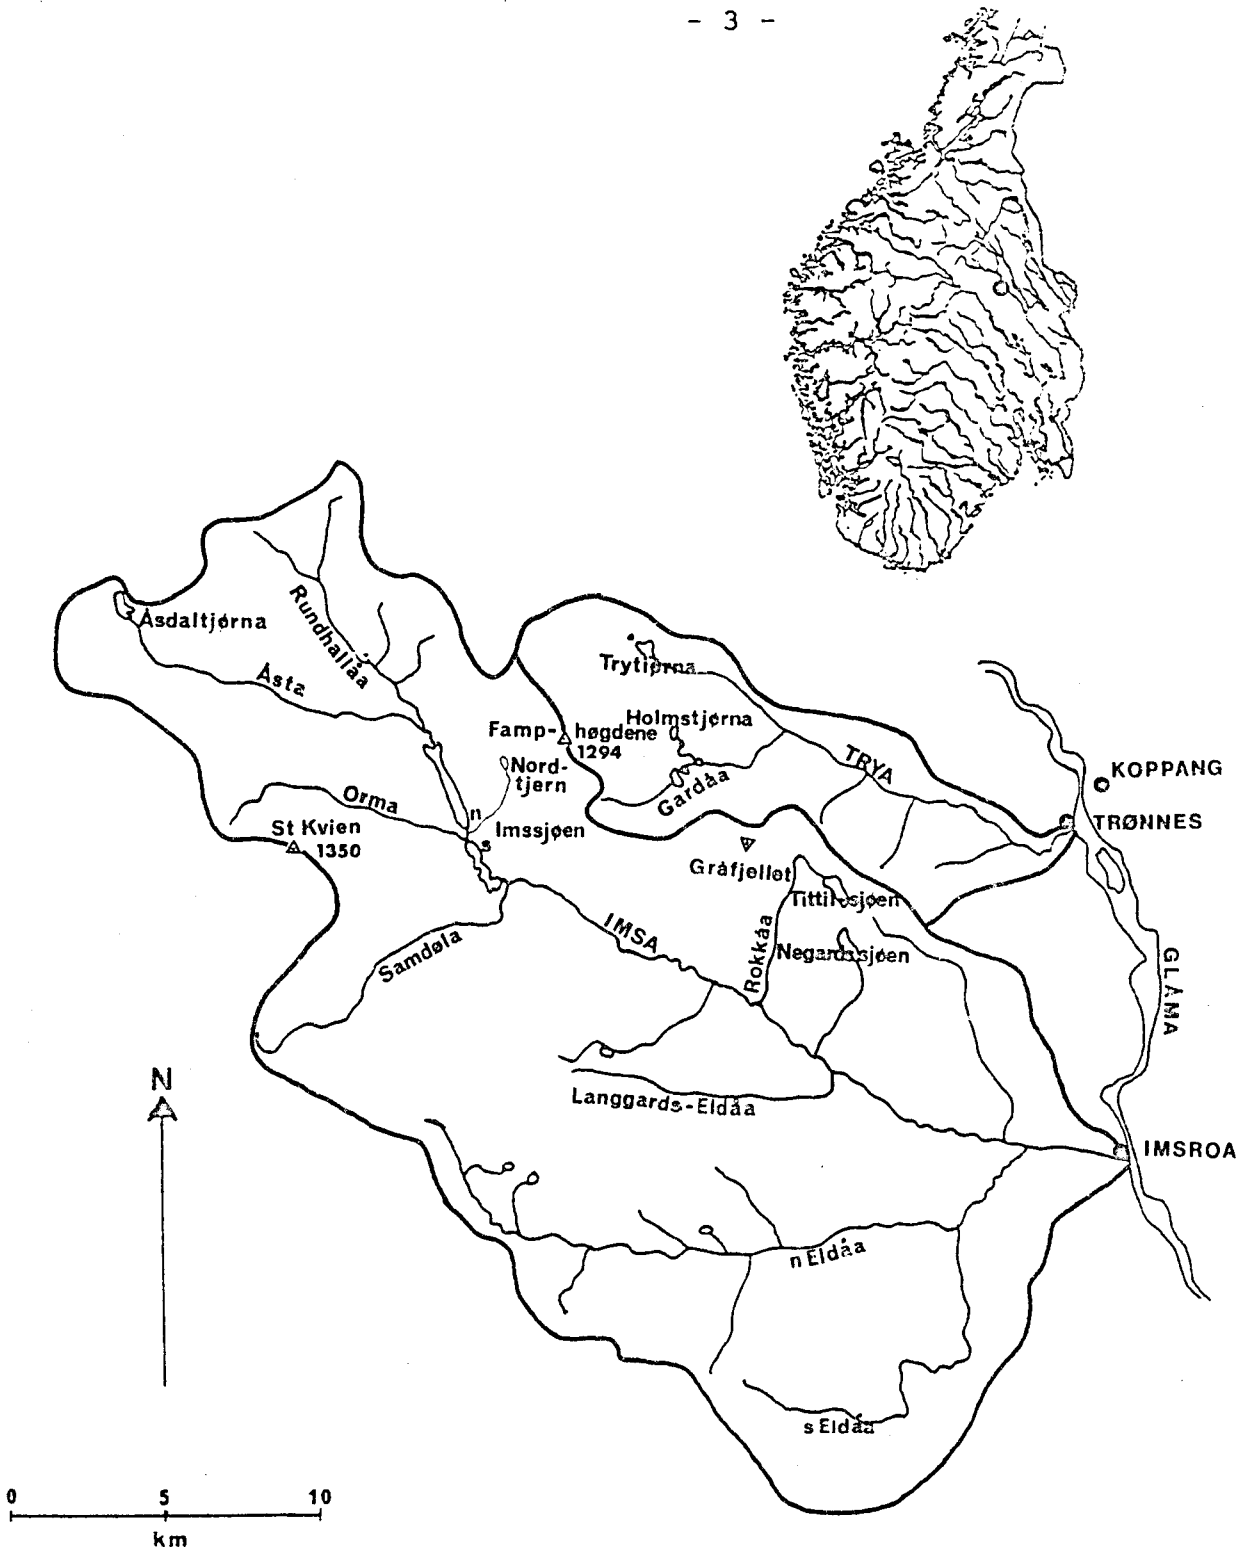 - 3 -
Åsdaltjørna
Rundhallåa
Åsta
Trytjørna
Holmstjørna
Famp-høgdene
1294
Nord-
tjern
Gardåa
TRYA
KOPPANG
TRØNNES
Orma
n
Imssjøen
s
St Kvien
1350
Gråfjellet
Samdøla
IMSA
Rokkåa
Negardssjøen
GLÅMA
N
Langgards-Eldåa
IMSROA
n Eldåa
s Eldåa
0 5 10
km